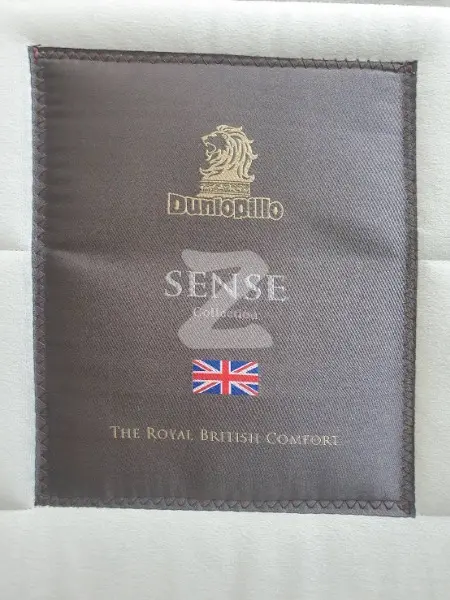 Dunlopillo
Z
SENSE
Collection
THE ROYAL BRITISH COMFORT